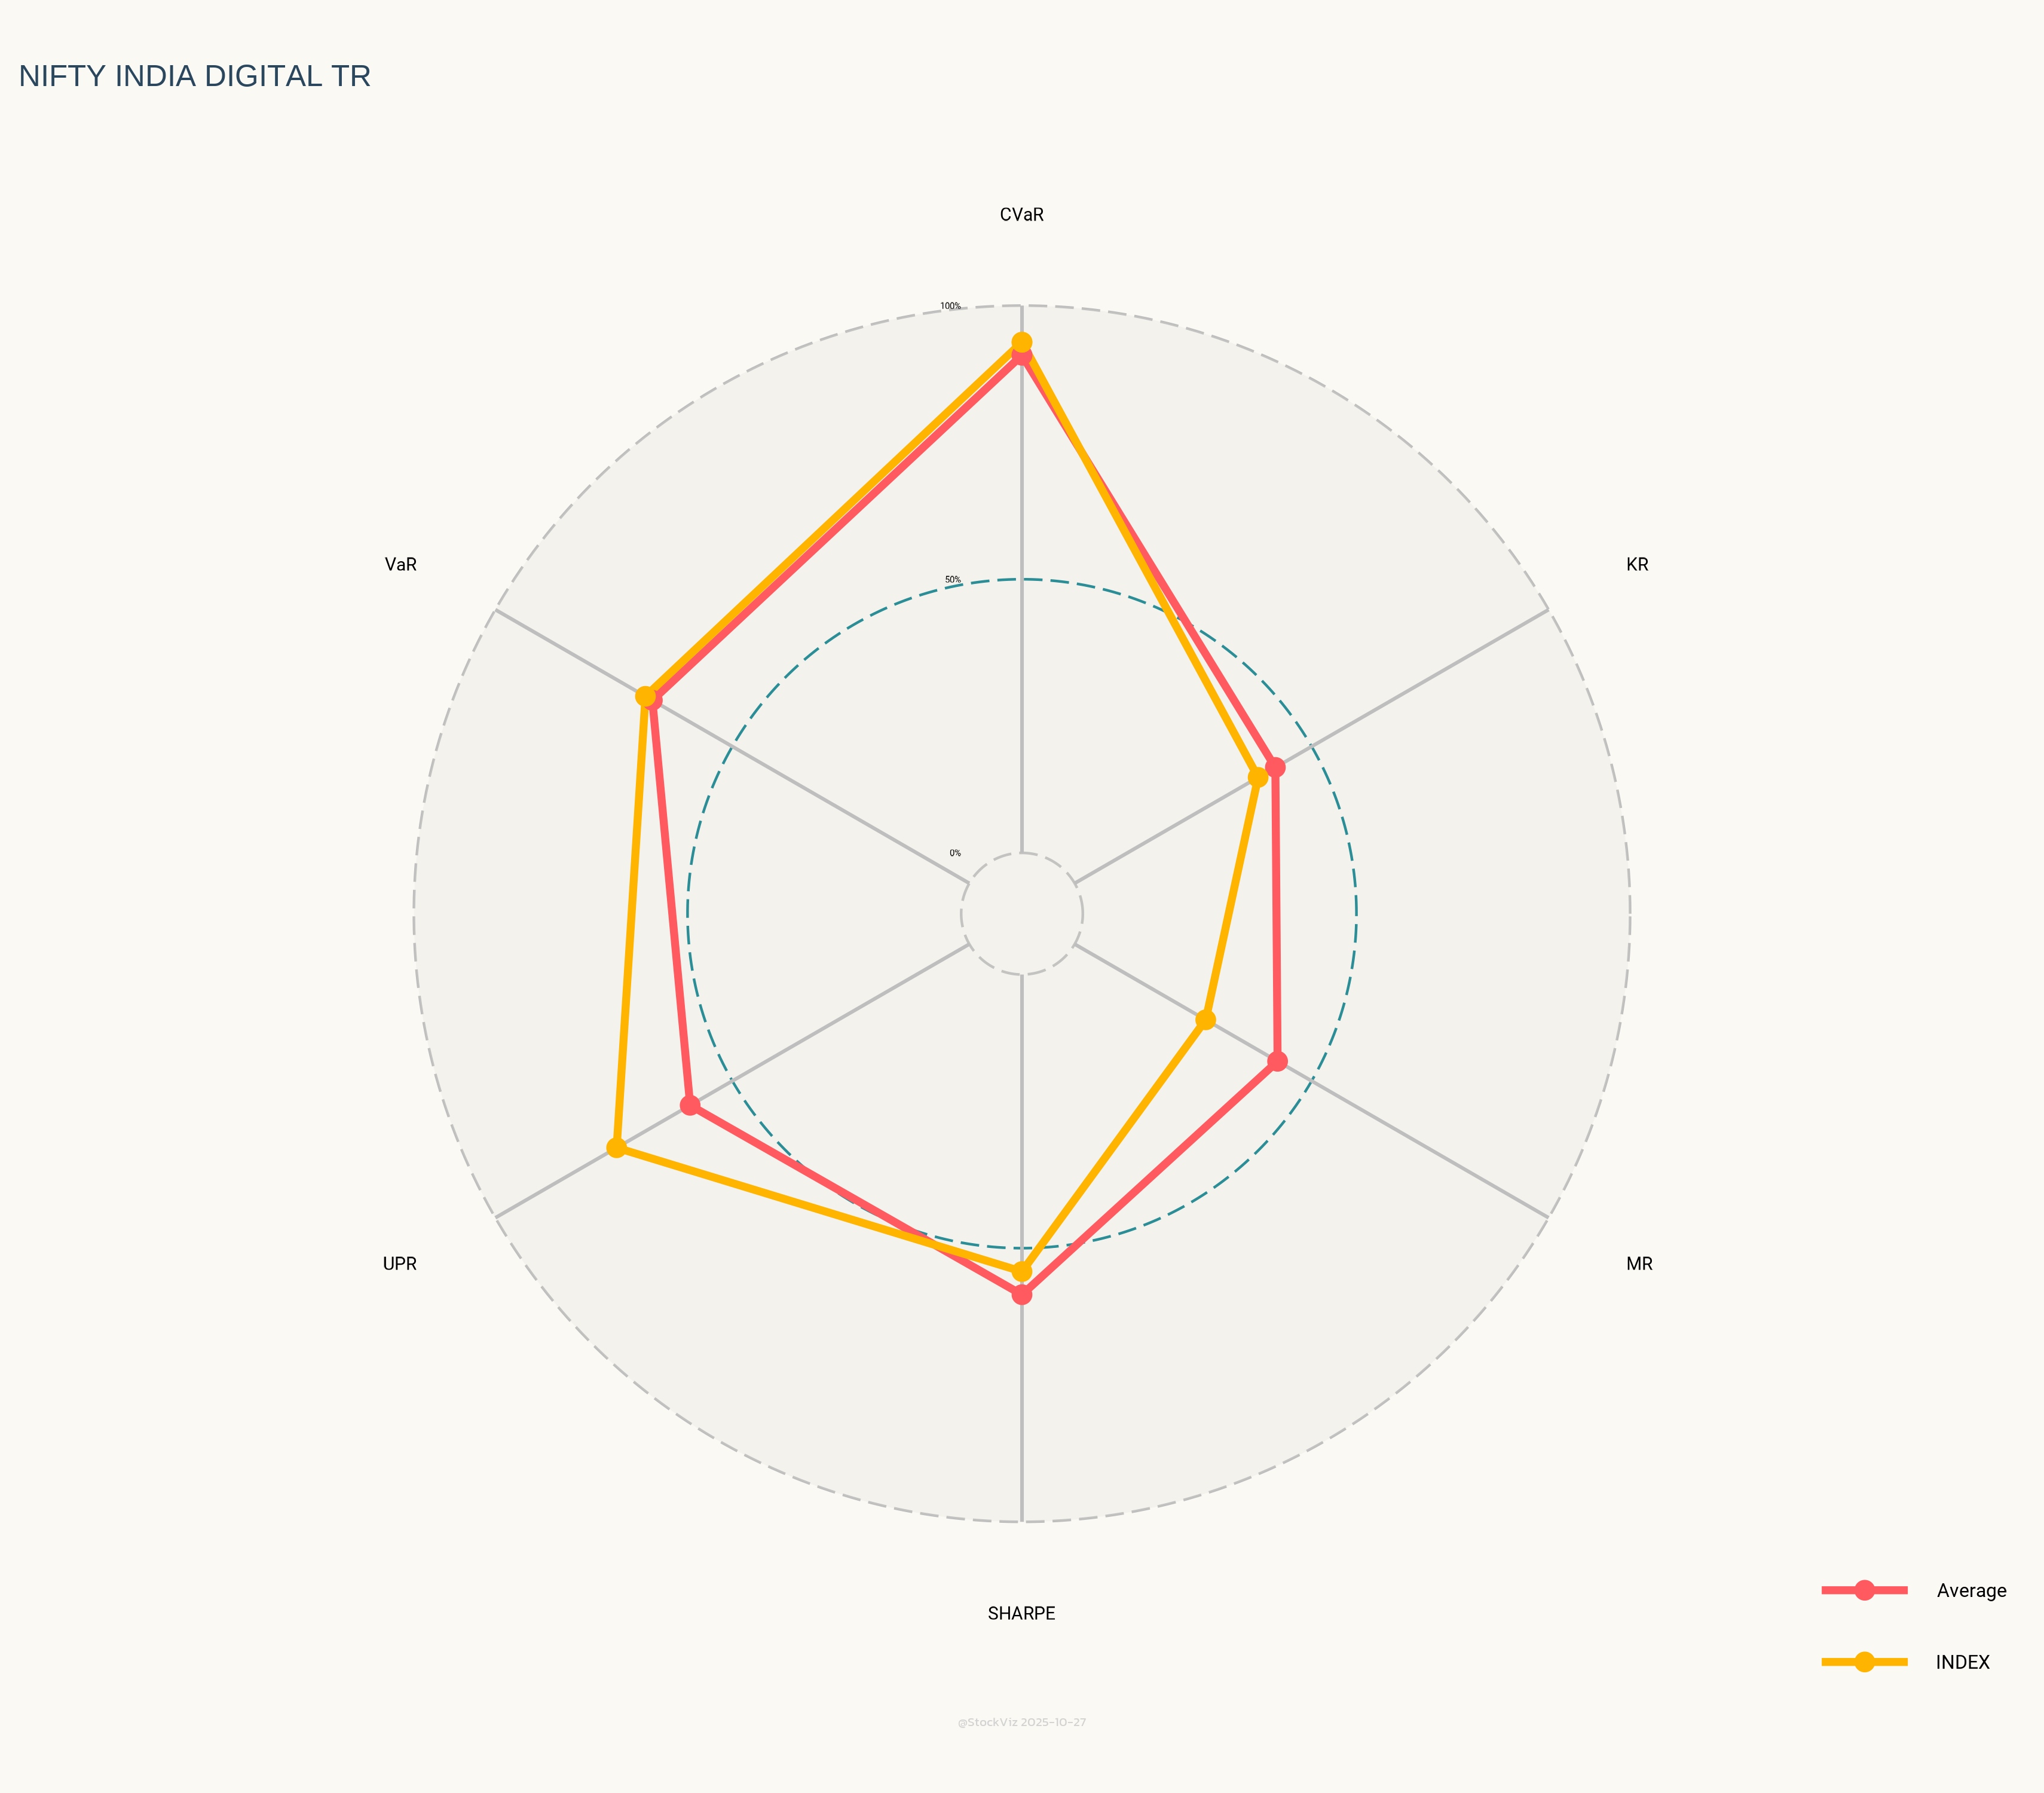 NIFTY INDIA DIGITAL TR
CVaR
100%
VaR
KR
50%
0%
UPR
MR
SHARPE
Average
INDEX
@StockViz 2025-10-27